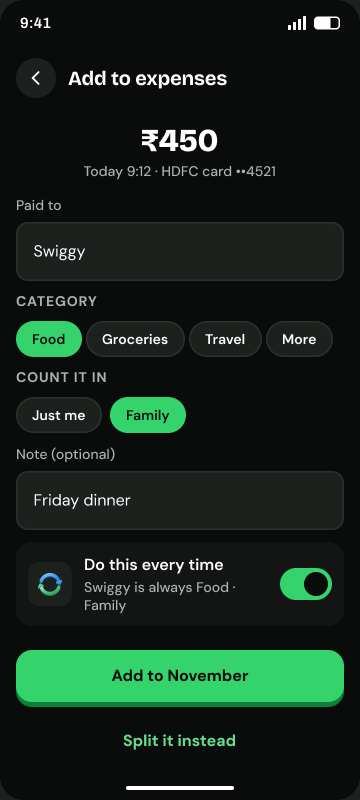 9:41
Add to expenses
₹450
Today 9:12 · HDFC card ••4521
Paid to
Swiggy
CATEGORY
Food Groceries Travel More
COUNT IT IN
Just me Family
Note (optional)
Friday dinner
Do this every time
Swiggy is always Food ·
Family
Add to November
Split it instead